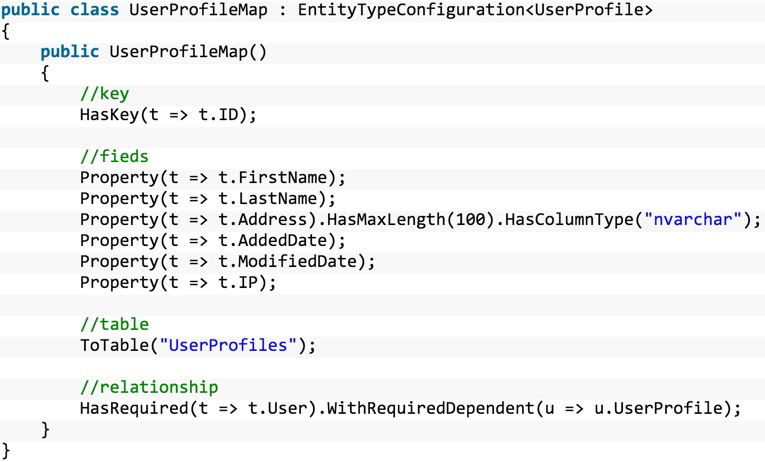 public class UserProfileMap : EntityTypeConfiguration<UserProfile>
{
    public UserProfileMap()
    {
        //key
        HasKey(t => t.ID);

        //fieds
        Property(t => t.FirstName);
        Property(t => t.LastName);
        Property(t => t.Address).HasMaxLength(100).HasColumnType("nvarchar");
        Property(t => t.AddedDate);
        Property(t => t.ModifiedDate);
        Property(t => t.IP);

        //table
        ToTable("UserProfiles");

        //relationship
        HasRequired(t => t.User).WithRequiredDependent(u => u.UserProfile);
    }
}